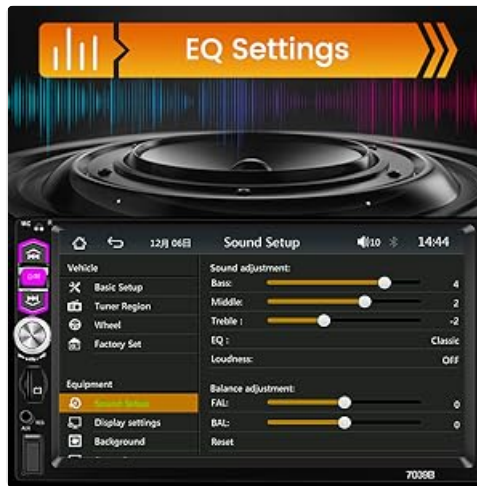 EQ Settings
12月 06日 Sound Setup 10 14:44
Vehicle
Basic Setup
Tuner Region
Wheel
Factory Set
Equipment
Sound Setup
Display settings
Background
Sound adjustment:
Bass: 4
Middle: 2
Treble : -2
EQ : Classic
Loudness: OFF
Balance adjustment:
FAL: 0
BAL: 0
Reset
AUX
7039B